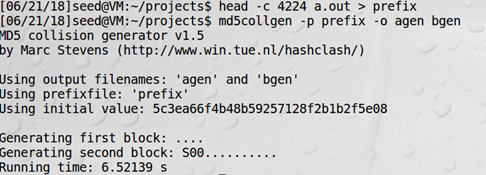 [06/21/18]seed@VM:~/projects$ head -c 4224 a.out > prefix
[06/21/18]seed@VM:~/projects$ md5collgen -p prefix -o agen bgen
MD5 collision generator v1.5
by Marc Stevens (http://www.win.tue.nl/hashclash/)

Using output filenames: 'agen' and 'bgen'
Using prefixfile: 'prefix'
Using initial value: 5c3ea66f4b48b59257128f2b1b2f5e08

Generating first block: ....
Generating second block: S00..........
Running time: 6.52139 s